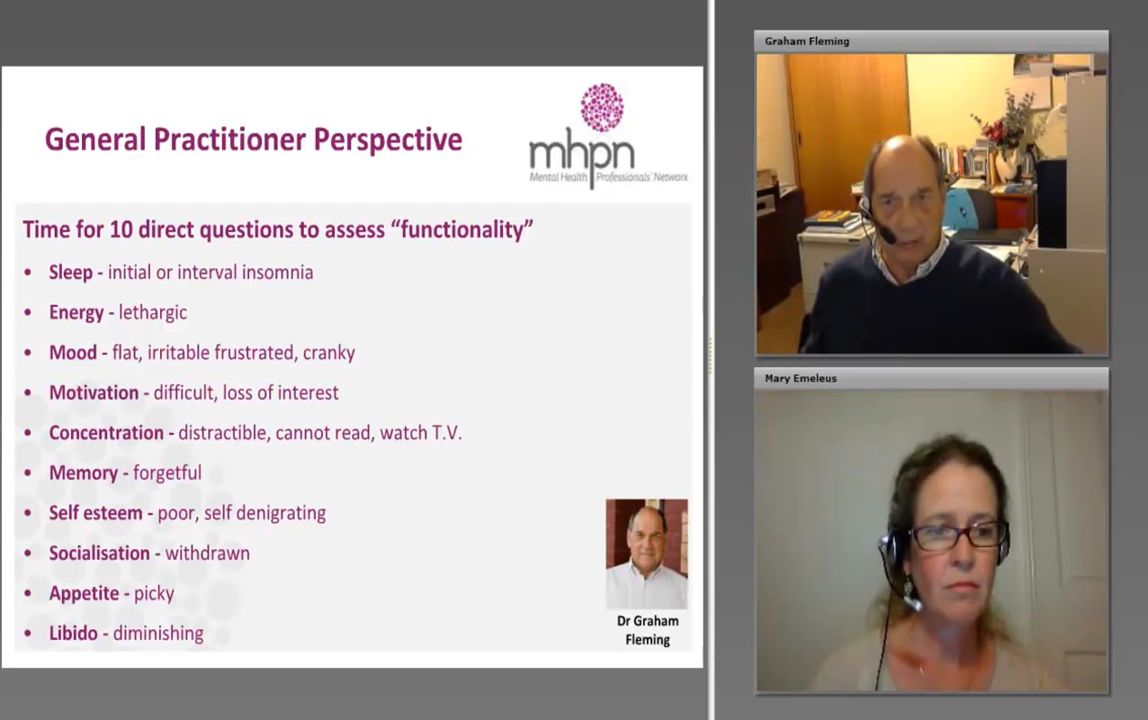 General Practitioner Perspective
mhpn
Mental Health Professionals' Network
Time for 10 direct questions to assess “functionality”
• Sleep - initial or interval insomnia
• Energy - lethargic
• Mood - flat, irritable frustrated, cranky
• Motivation - difficult, loss of interest
• Concentration - distractible, cannot read, watch T.V.
• Memory - forgetful
• Self esteem - poor, self denigrating
• Socialisation - withdrawn
• Appetite - picky
• Libido - diminishing
Dr Graham
Fleming
Graham Fleming
Mary Emeleus